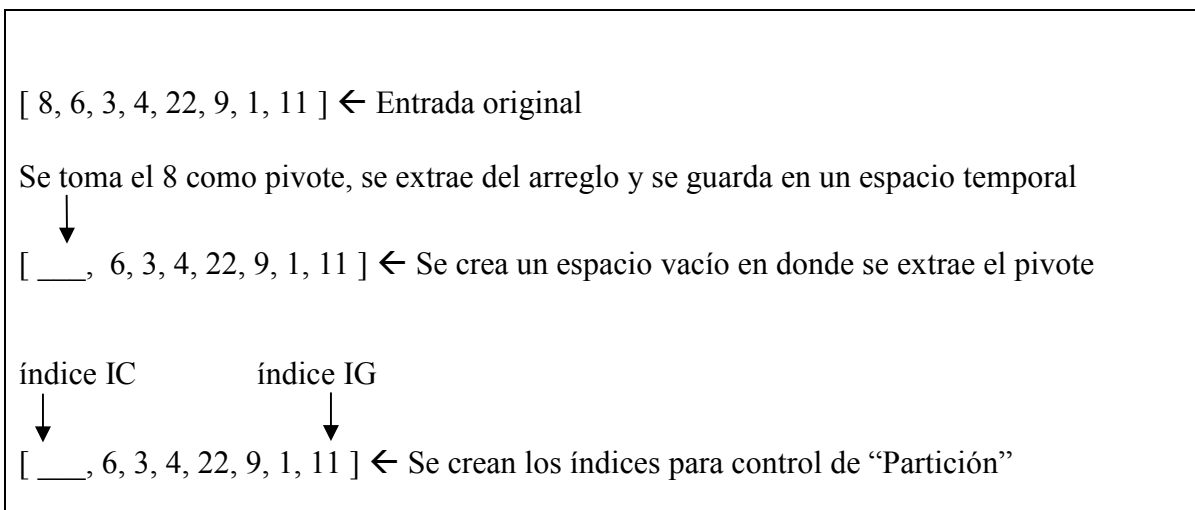 [ 8, 6, 3, 4, 22, 9, 1, 11 ] ← Entrada original
Se toma el 8 como pivote, se extrae del arreglo y se guarda en un espacio temporal
[ ___, 6, 3, 4, 22, 9, 1, 11 ] ← Se crea un espacio vacío en donde se extrae el pivote
índice IC índice IG
[ ___, 6, 3, 4, 22, 9, 1, 11 ] ← Se crean los índices para control de “Partición”